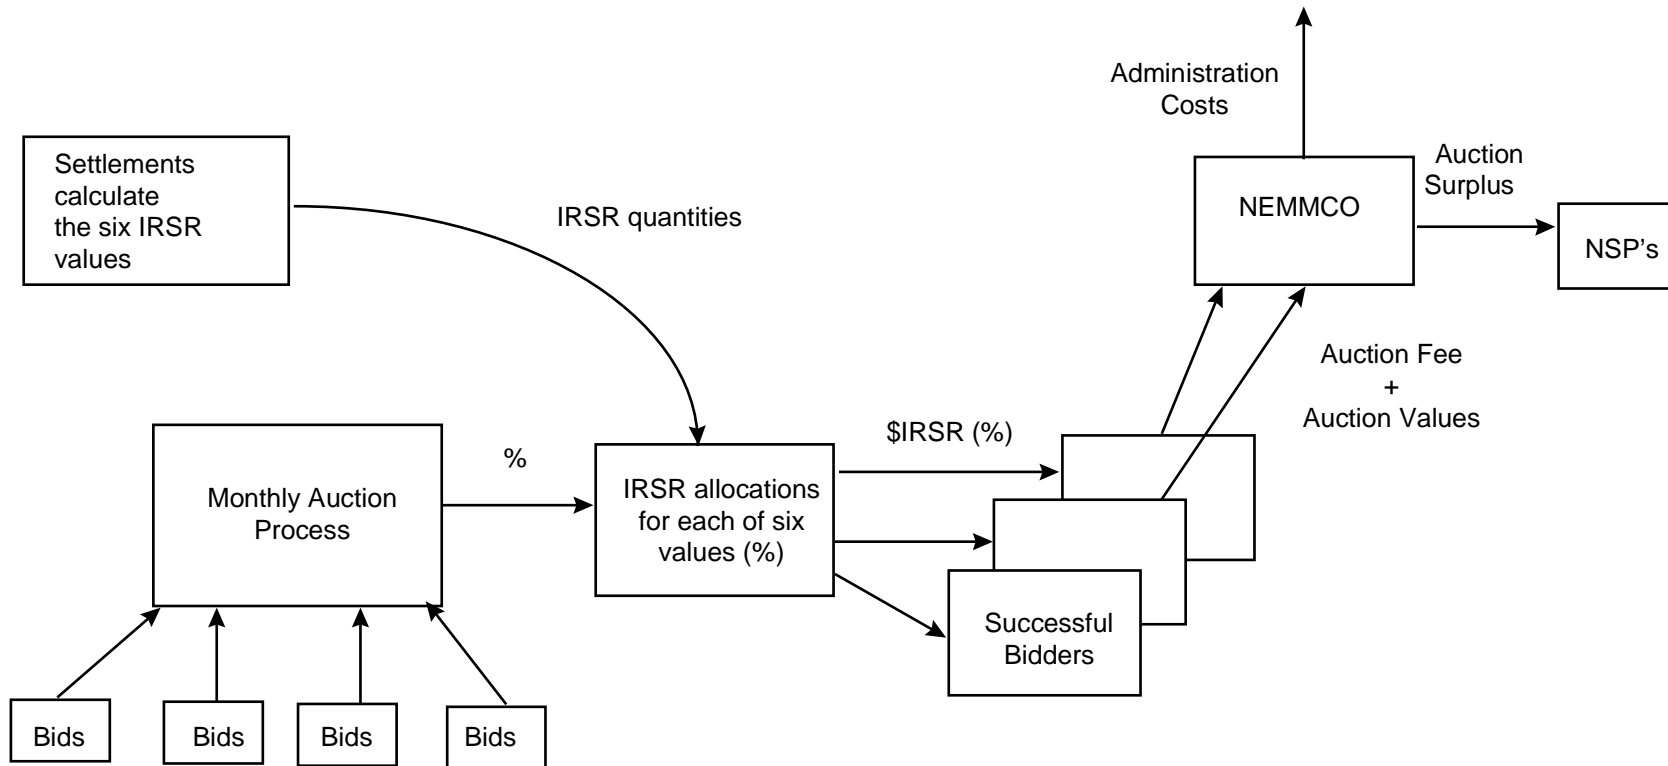 Administration
Costs
Settlements
calculate
the six IRSR
values
IRSR quantities
NEMMCO
Auction
Surplus
NSP's
Auction Fee
+
Auction Values
Monthly Auction
Process
%
IRSR allocations
for each of six
values (%)
$IRSR (%)
Successful
Bidders
Bids
Bids
Bids
Bids